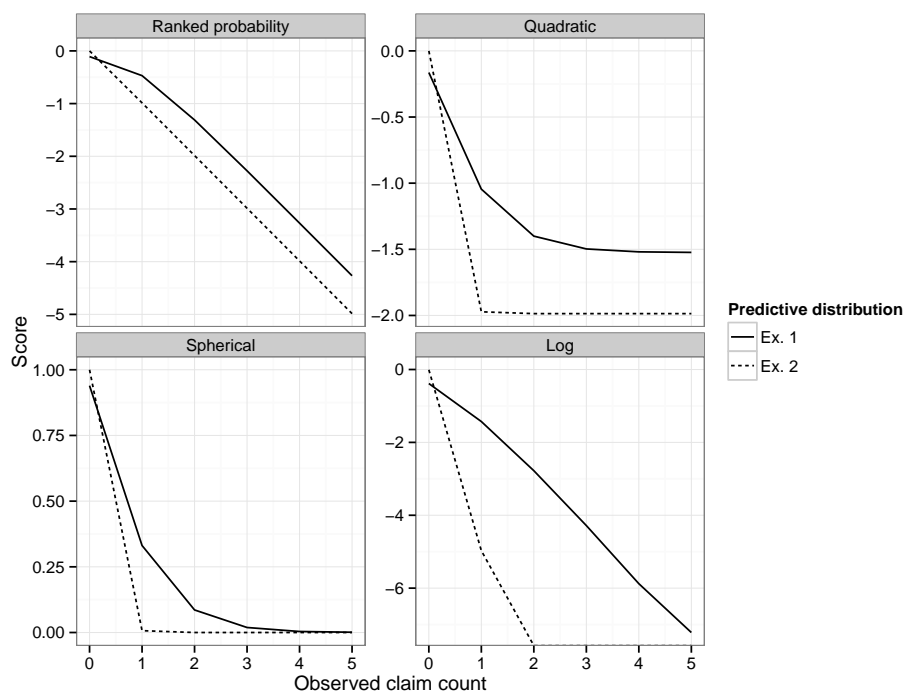 Ranked probability
Quadratic
0
−1
−2
−3
−4
−5
0.0
−0.5
−1.0
−1.5
−2.0
Spherical
Log
1.00
0.75
0.50
0.25
0.00
0
−2
−4
−6
0 1 2 3 4 5
0 1 2 3 4 5
Score
Observed claim count
Predictive distribution
Ex. 1
Ex. 2